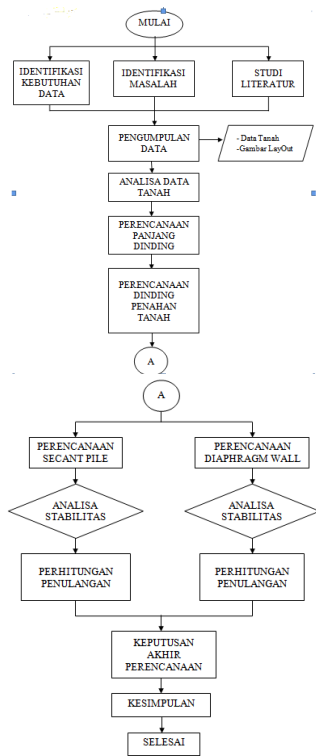 MULAI
IDENTIFIKASI
KEBUTUHAN
DATA
IDENTIFIKASI
MASALAH
STUDI
LITERATUR
PENGUMPULAN
DATA
- Data Tanah
-Gambar LayOut
ANALISA DATA
TANAH
PERENCANAAN
PANJANG
DINDING
PERENCANAAN
DINDING
PENAHAN
TANAH
A
A
PERENCANAAN
SECANT PILE
PERENCANAAN
DIAPHRAGM WALL
ANALISA
STABILITAS
ANALISA
STABILITAS
PERHITUNGAN
PENULANGAN
PERHITUNGAN
PENULANGAN
KEPUTUSAN
AKHIR
PERENCANAAN
KESIMPULAN
SELESAI